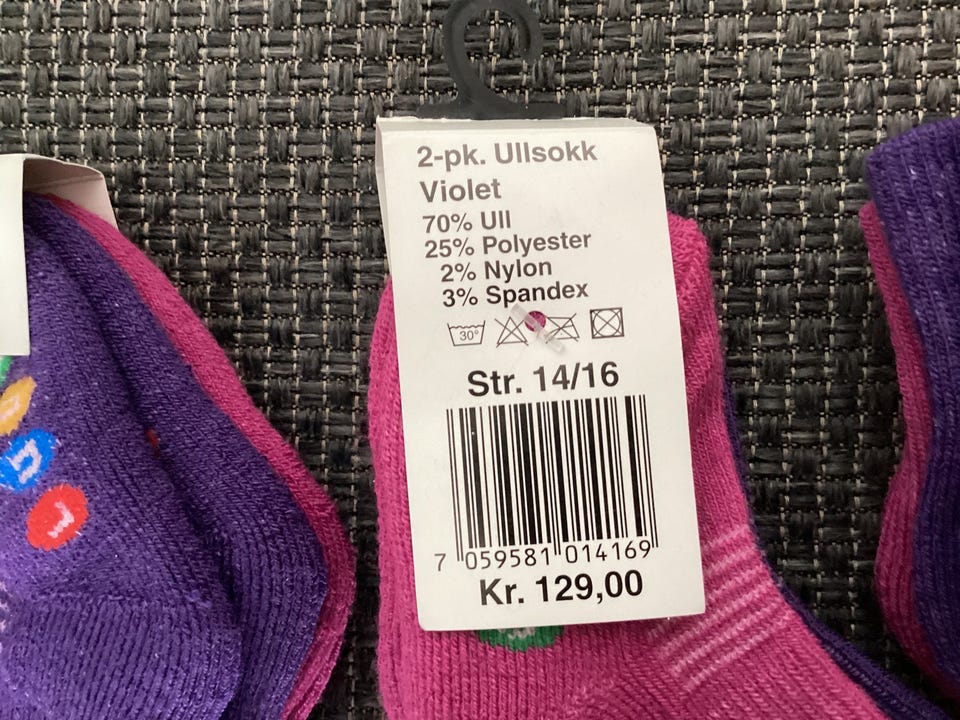 2-pk. Ullsokk
Violet
70% Ull
25% Polyester
2% Nylon
3% Spandex
30°
Str. 14/16
7 059581 014169
Kr. 129,00